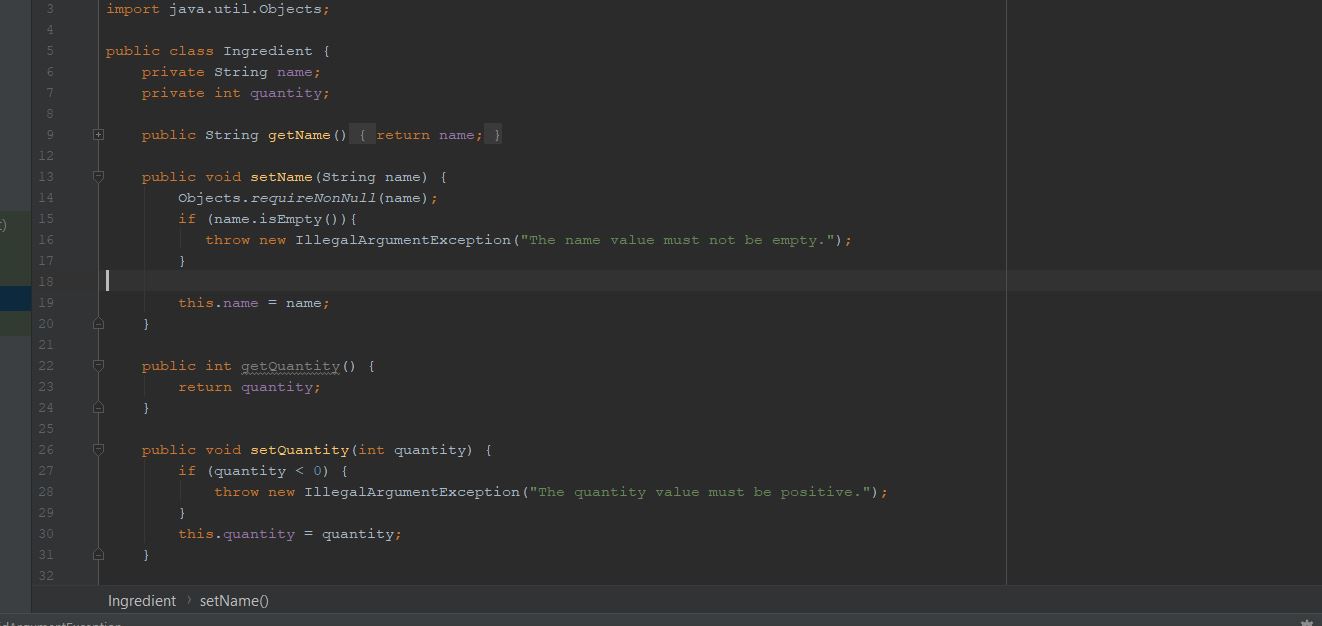 3 import java.util.Objects;
4
5 public class Ingredient {
6 private String name;
7 private int quantity;
8
9 public String getName() { return name; }
12
13 public void setName(String name) {
14 Objects.requireNonNull(name);
15 if (name.isEmpty()){
16 throw new IllegalArgumentException("The name value must not be empty.");
17 }
18
19 this.name = name;
20 }
21
22 public int getQuantity() {
23 return quantity;
24 }
25
26 public void setQuantity(int quantity) {
27 if (quantity < 0) {
28 throw new IllegalArgumentException("The quantity value must be positive.");
29 }
30 this.quantity = quantity;
31 }
32
Ingredient › setName()